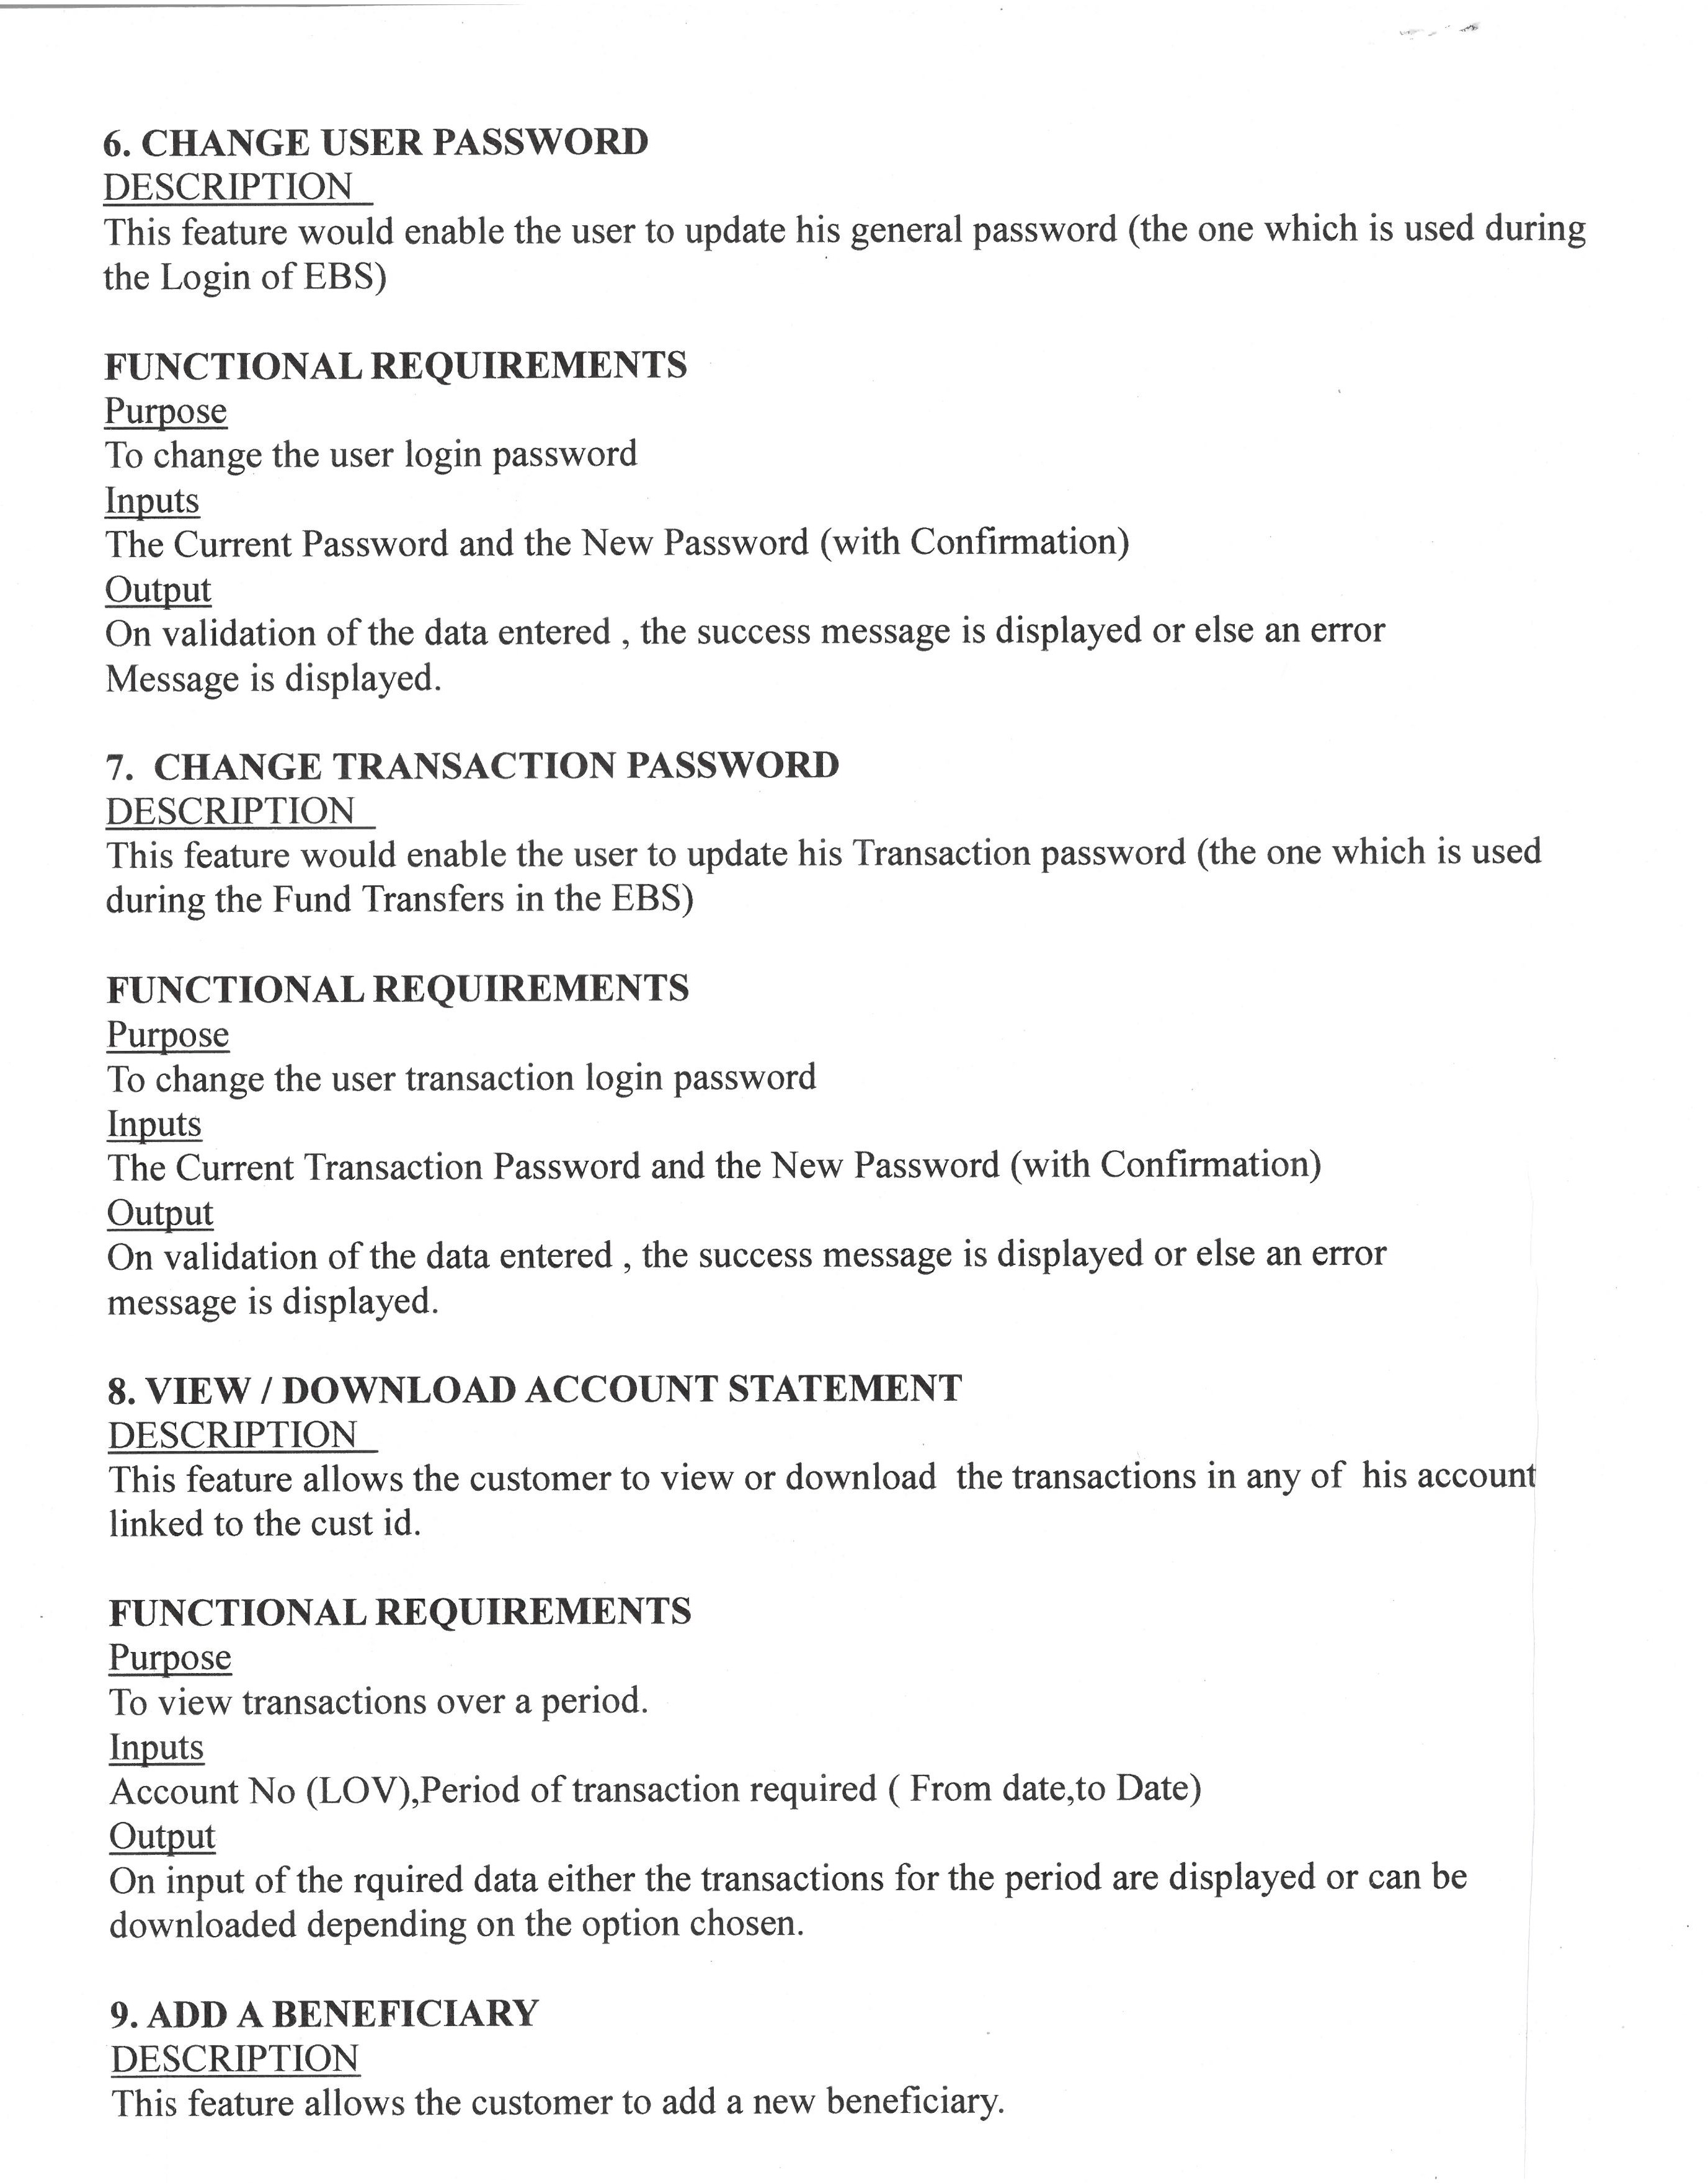 6. CHANGE USER PASSWORD
DESCRIPTION
This feature would enable the user to update his general password (the one which is used during
the Login of EBS)
FUNCTIONAL REQUIREMENTS
Purpose
To change the user login password
Inputs
The Current Password and the New Password (with Confirmation)
Output
On validation of the data entered , the success message is displayed or else an error
Message is displayed.
7.  CHANGE TRANSACTION PASSWORD
DESCRIPTION
This feature would enable the user to update his Transaction password (the one which is used
during the Fund Transfers in the EBS)
FUNCTIONAL REQUIREMENTS
Purpose
To change the user transaction login password
Inputs
The Current Transaction Password and the New Password (with Confirmation)
Output
On validation of the data entered , the success message is displayed or else an error
message is displayed.
8. VIEW / DOWNLOAD ACCOUNT STATEMENT
DESCRIPTION
This feature allows the customer to view or download  the transactions in any of  his account
linked to the cust id.
FUNCTIONAL REQUIREMENTS
Purpose
To view transactions over a period.
Inputs
Account No (LOV),Period of transaction required ( From date,to Date)
Output
On input of the rquired data either the transactions for the period are displayed or can be
downloaded depending on the option chosen.
9. ADD A BENEFICIARY
DESCRIPTION
This feature allows the customer to add a new beneficiary.